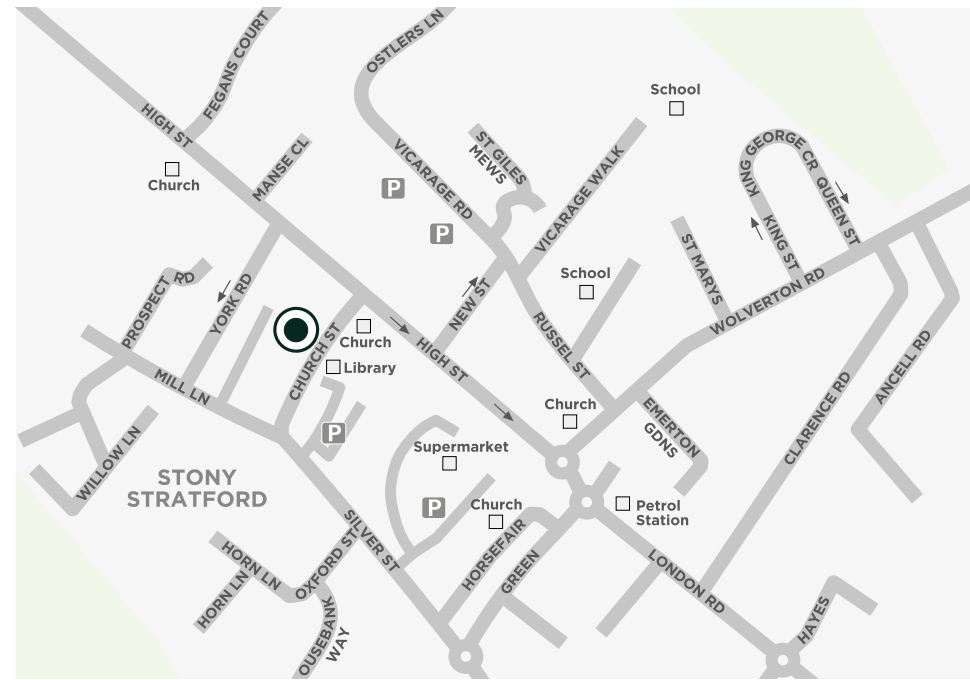 OSTLERS LN
FEGANS COURT
School
HIGH ST
MANSE CL
Church
VICARAGE RD
ST GILES
MEWS
VICARAGE WALK
KING GEORGE CR
QUEEN ST
KING ST
P
P
ST MARYS
WOLVERTON RD
PROSPECT RD
YORK RD
School
NEW ST
RUSSEL ST
Church
CHURCH ST
HIGH ST
Library
MILL LN
ANCELL RD
CLARENCE RD
Church
EMERTON
GDNS
P
Supermarket
WILLOW LN
STONY
STRATFORD
P
Church
Petrol
Station
SILVER ST
HORSEFAIR
GREEN
HORN LN
OXFORD ST
HORN LN
LONDON RD
HAYES
OUSEBANK
WAY